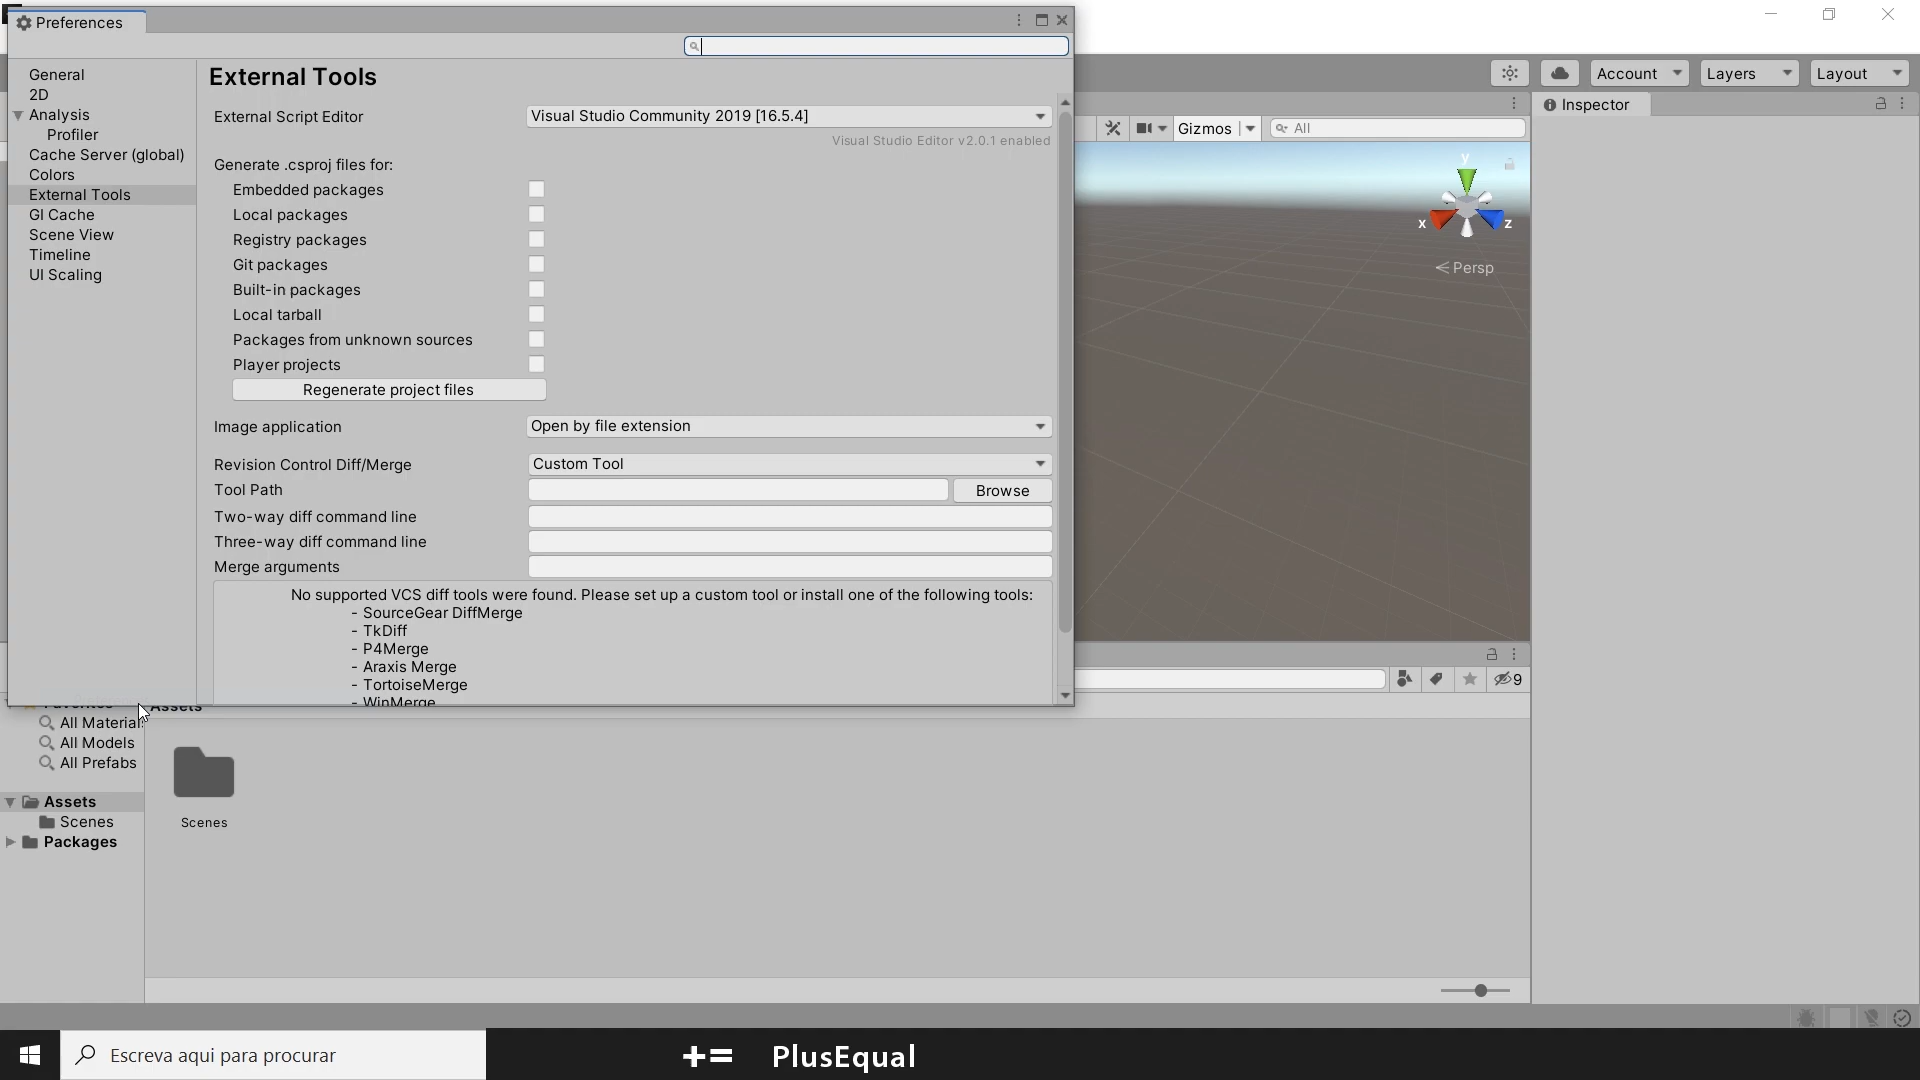 Preferences
General
2D
Analysis
Profiler
Cache Server (global)
Colors
External Tools
GI Cache
Scene View
Timeline
UI Scaling
External Tools
External Script Editor
Visual Studio Community 2019 [16.5.4]
Visual Studio Editor v2.0.1 enabled
Generate .csproj files for:
Embedded packages
Local packages
Registry packages
Git packages
Built-in packages
Local tarball
Packages from unknown sources
Player projects
Regenerate project files
Image application
Open by file extension
Revision Control Diff/Merge
Custom Tool
Tool Path
Browse
Two-way diff command line
Three-way diff command line
Merge arguments
No supported VCS diff tools were found. Please set up a custom tool or install one of the following tools:
- SourceGear DiffMerge
- TkDiff
- P4Merge
- Araxis Merge
- TortoiseMerge
- WinMerge
Account
Layers
Layout
Inspector
Gizmos
All
y
x
z
Persp
9
Favorites
All Material
All Models
All Prefabs
Assets
Scenes
Packages
Assets
Scenes
Escreva aqui para procurar
+= PlusEqual